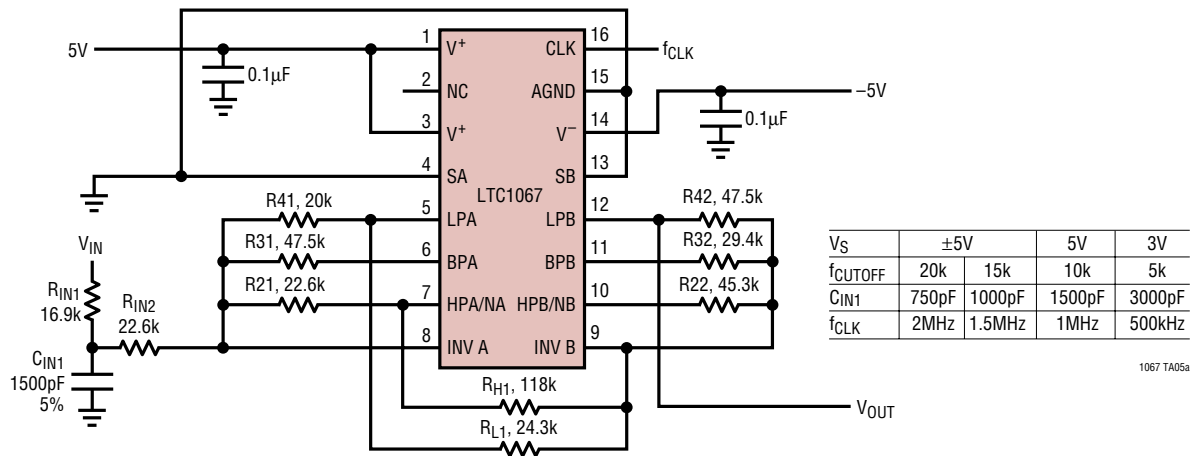 5V
0.1µF
1
V+
2
NC
3
V+
4
SA
5
LPA
6
BPA
7
HPA/NA
8
INV A
LTC1067
CLK
16
AGND
15
V–
14
SB
13
LPB
12
BPB
11
HPB/NB
10
INV B
9
fCLK
–5V
0.1µF
R41, 20k
R31, 47.5k
R21, 22.6k
R42, 47.5k
R32, 29.4k
R22, 45.3k
VIN
RIN1
16.9k
RIN2
22.6k
CIN1
1500pF
5%
RH1, 118k
RL1, 24.3k
VOUT
VS ±5V 5V 3V
fCUTOFF 20k 15k 10k 5k
CIN1 750pF 1000pF 1500pF 3000pF
fCLK 2MHz 1.5MHz 1MHz 500kHz
1067 TA05a